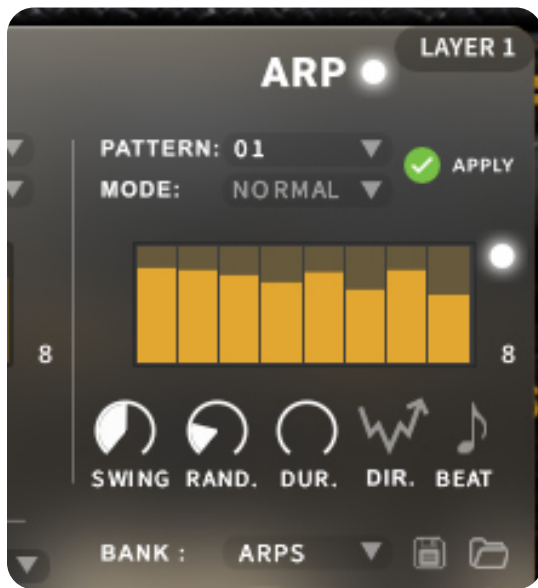 LAYER 1
ARP
PATTERN: 01
APPLY
MODE: NORMAL
8 8
SWING RAND. DUR. DIR. BEAT
BANK : ARPS